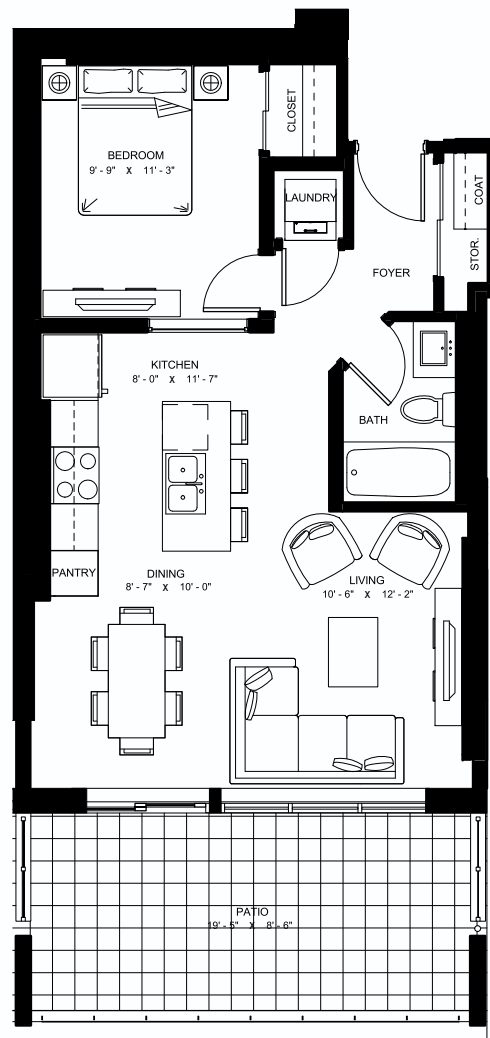 CLOSET
BEDROOM
9' - 9" X 11' - 3"
LAUNDRY
COAT
STOR.
FOYER
KITCHEN
8' - 0" X 11' - 7"
BATH
PANTRY
DINING
8' - 7" X 10' - 0"
LIVING
10' - 6" X 12' - 2"
PATIO
19' - 5" X 8' - 6"